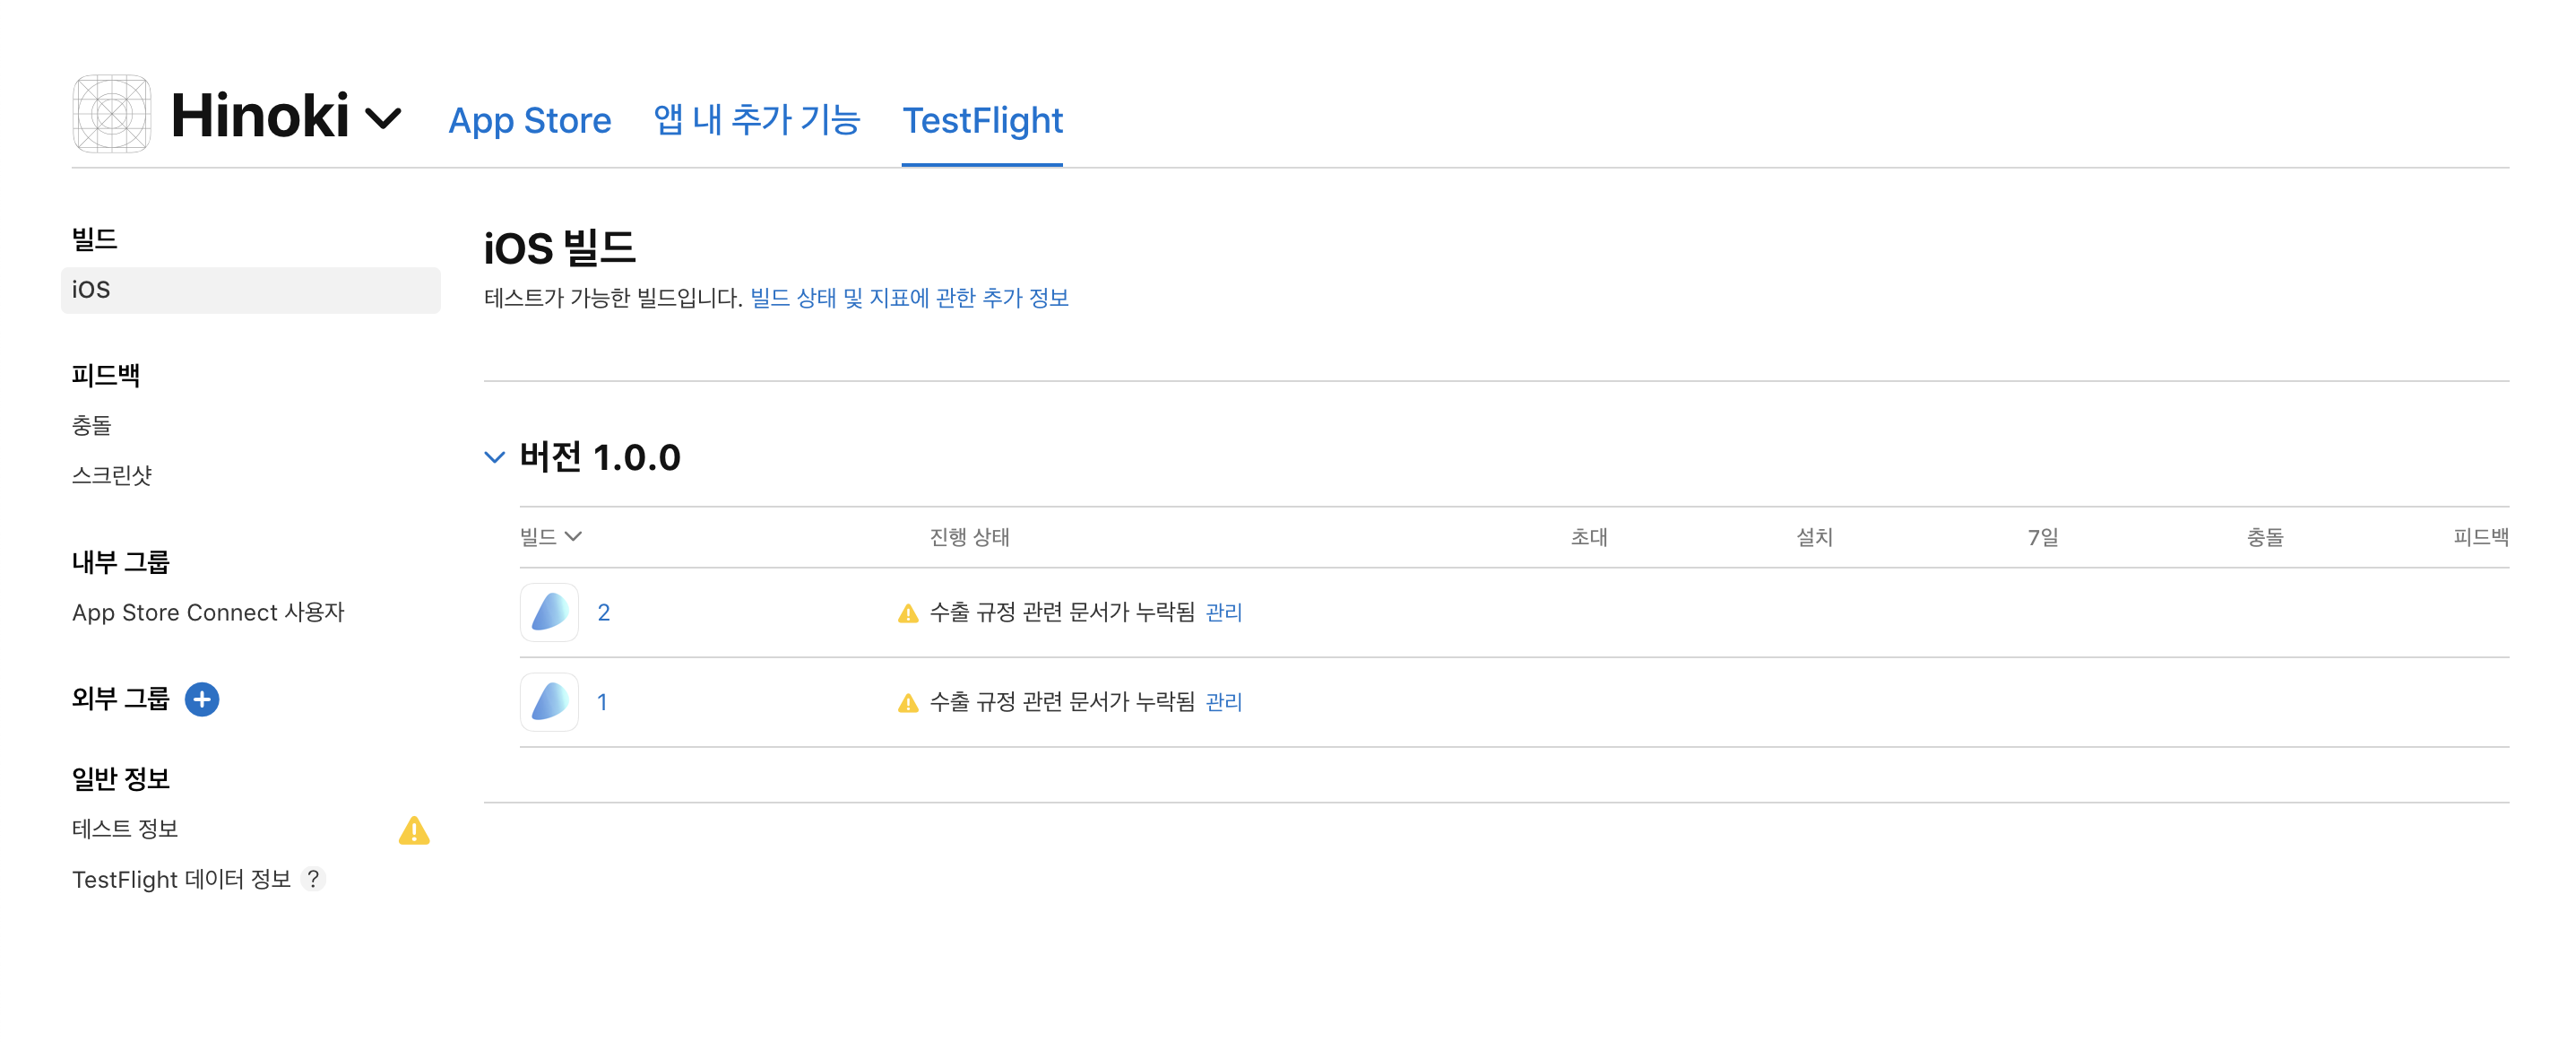 Hinoki
App Store 앱 내 추가 기능 TestFlight
빌드
iOS
피드백
충돌
스크린샷
내부 그룹
App Store Connect 사용자
외부 그룹
일반 정보
테스트 정보
TestFlight 데이터 정보 ?
iOS 빌드
테스트가 가능한 빌드입니다. 빌드 상태 및 지표에 관한 추가 정보
버전 1.0.0
빌드 진행 상태 초대 설치 7일 충돌 피드백
2 수출 규정 관련 문서가 누락됨 관리
1 수출 규정 관련 문서가 누락됨 관리